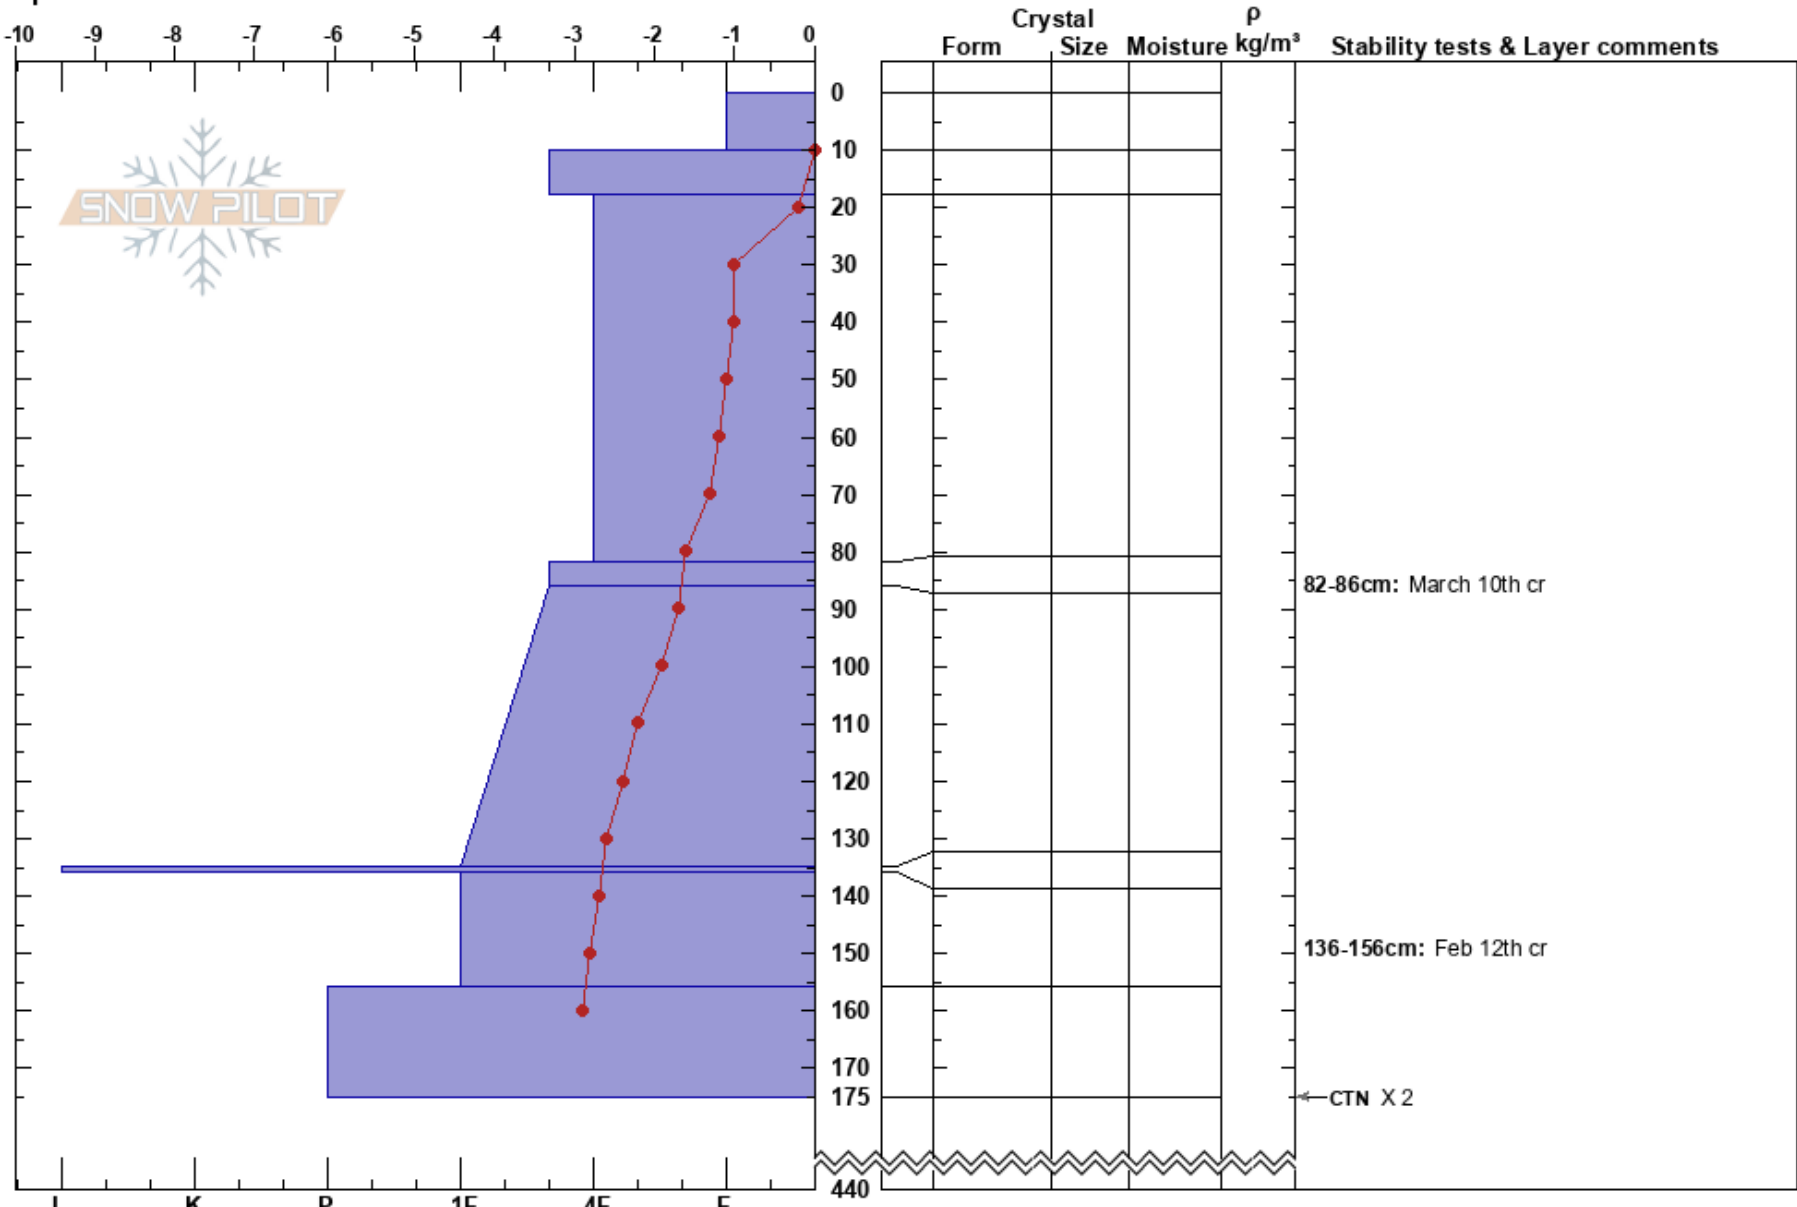 Crystal ρ
-10 -9 -8 -7 -6 -5 -4 -3 -2 -1 0
Form Size Moisture kg/m³ Stability tests & Layer comments
0
SNOW PILOT
10
20
30
40
50
60
70
80
82-86cm: March 10th cr
90
100
110
120
130
140
136-156cm: Feb 12th cr
150
160
170
175
CTN X 2
440
I K P 1F 4F F